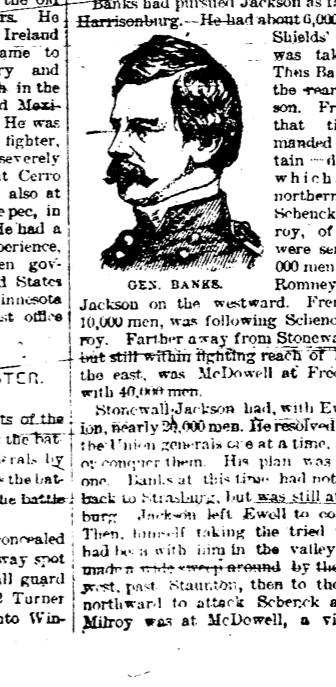 rs. He
Ireland
ame to
ry and
in the
d Mexi-
He was
fighter,
severely
t Cerro
also at
epec, in
He had a
perience,
en gov-
d States
innesota
st office
TER.
ts of the
the bat-
rals by
the bat-
he battle
oncealed
way spot
ll guard
Turner
nto Win-
Banks had pursued Jackson as
Harrisonburg. He had about 6,000
Shields'
was tak
Thus Ba
the rear
son. Fr
that ti
manded
tain d
which
northern
Schenck
roy, of
were se
000 men
Romney
GEN. BANKS.
Jackson on the westward. Frem
10,000 men, was following Schenc
roy. Farther away from Stonewa
but still within fighting reach of
the east, was McDowell at Fre
with 40,000 men.
Stonewall Jackson had, with Ew
ion, nearly 20,000 men. He resolved
the Union generals one at a time,
or conquer them. His plan was
one. Banks at this time had not
back to Strasburg, but was still at
burg. Jackson left Ewell to co
Then, himself taking the tried
had been with him in the valley
made a wide sweep around by the
west, past Staunton, then to the
northward to attack Schenck a
Milroy was at McDowell, a vi